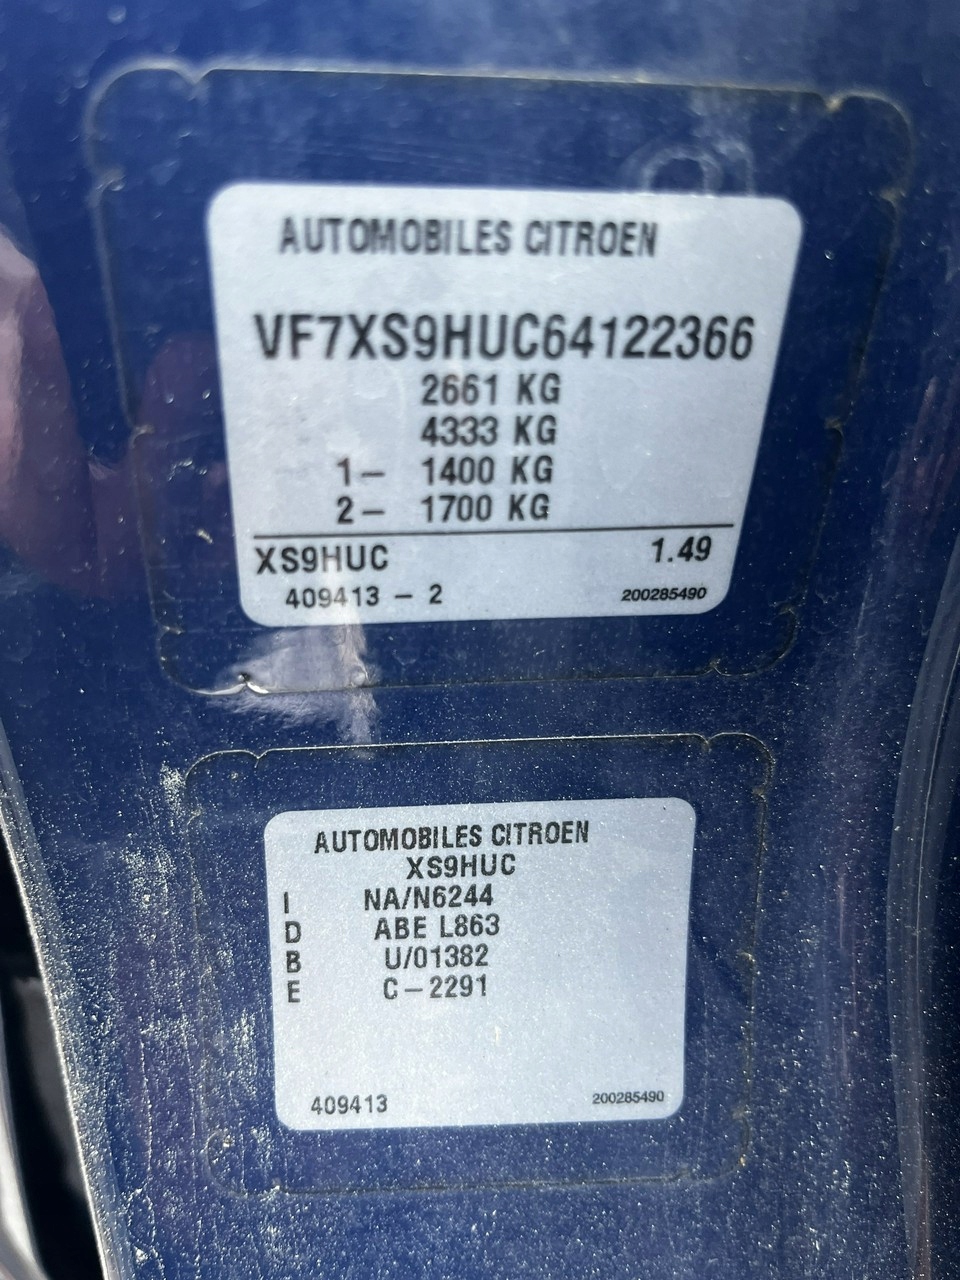 AUTOMOBILES CITROEN
VF7XS9HUC64122366
2661 KG
4333 KG
1- 1400 KG
2- 1700 KG
XS9HUC 1.49
409413 - 2 200285490
AUTOMOBILES CITROEN
XS9HUC
I NA/N6244
D ABE L863
B U/01382
E C-2291
409413 200285490